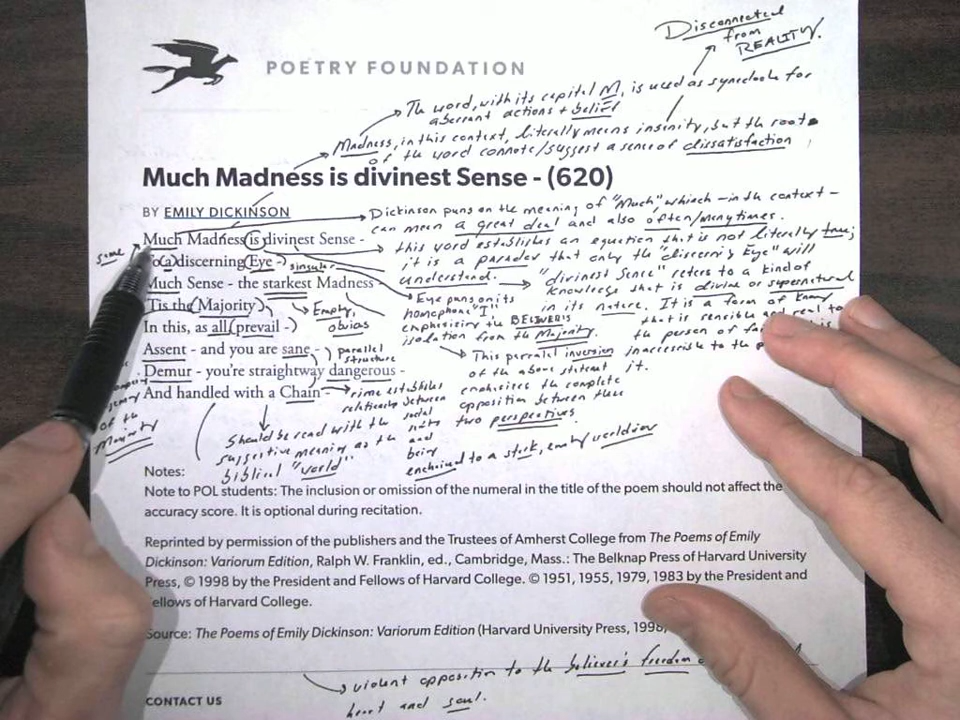 Disconnected
from
REALITY.
POETRY FOUNDATION
The word, with its capital M, is used as synecdoche for
aberrant actions + belief
Madness, in this context, literally means insanity, but the root
of the word connote/suggest a sense of dissatisfaction
Much Madness is divinest Sense - (620)
BY EMILY DICKINSON
Much Madness is divinest Sense -
To a discerning Eye -
Much Sense - the starkest Madness -
'Tis the Majority
In this, as all, prevail -
Assent - and you are sane -
Demur - you're straightway dangerous -
And handled with a Chain -
same
singular
Empty,
obvious
parallel
structure
Dickinson puns on the meaning of "Much" which - in the context -
can mean a great deal and also often/many times.
this word establishes an equation that is not literally true;
it is a paradox that only the "discerning Eye" will
understand.
"divinest Sense" refers to a kind of
knowledge that is divine or supernatural
in its nature. It is a form of
that is sensible and real to
the person of
inaccessible to the
it.
Eye puns on its
homophone "I"
emphasizing the BELIEVER'S
isolation from the Majority.
This parallel inversion
of the above statement
emphasizes the complete
opposition between these
two perspectives
rime establishes
relationship between
social
and
being
enchained to a stark, empty worldview
of the
Majority
Should be read with the
suggestive meaning as the
biblical "world"
Notes:
Note to POL students: The inclusion or omission of the numeral in the title of the poem should not affect the
accuracy score. It is optional during recitation.
Reprinted by permission of the publishers and the Trustees of Amherst College from The Poems of Emily
Dickinson: Variorum Edition, Ralph W. Franklin, ed., Cambridge, Mass.: The Belknap Press of Harvard University
Press, © 1998 by the President and Fellows of Harvard College. © 1951, 1955, 1979, 1983 by the President and
Fellows of Harvard College.
Source: The Poems of Emily Dickinson: Variorum Edition (Harvard University Press, 1998,
violent opposition to the believer's freedom
heart and soul.
CONTACT US